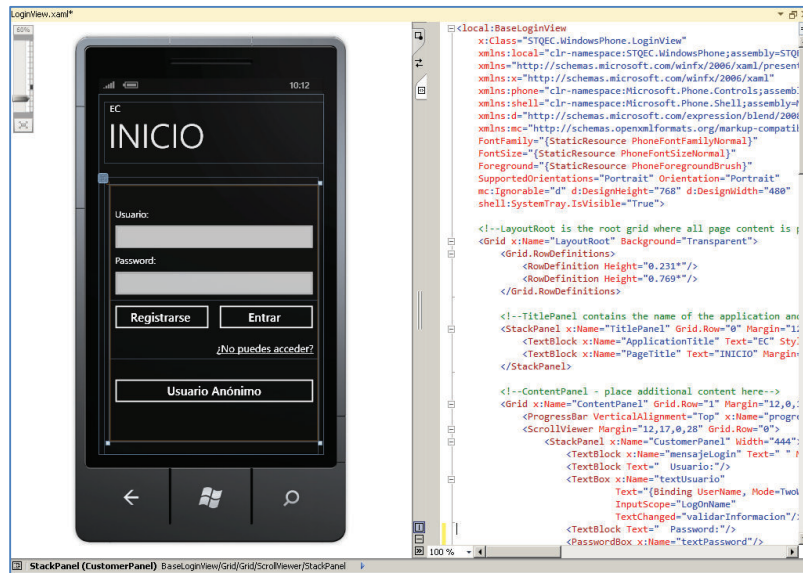 LoginView.xaml*
60%
10:12
EC
INICIO
Usuario:
Password:
Registrarse
Entrar
¿No puedes acceder?
Usuario Anónimo
<local:BaseLoginView
x:Class="STQEC.WindowsPhone.LoginView"
xmlns:local="clr-namespace:STQEC.WindowsPhone;assembly=STQE
xmlns="http://schemas.microsoft.com/winfx/2006/xaml/present
xmlns:x="http://schemas.microsoft.com/winfx/2006/xaml"
xmlns:phone="clr-namespace:Microsoft.Phone.Controls;assembl
xmlns:shell="clr-namespace:Microsoft.Phone.Shell;assembly=M
xmlns:d="http://schemas.microsoft.com/expression/blend/2008
xmlns:mc="http://schemas.openxmlformats.org/markup-compatib
FontFamily="{StaticResource PhoneFontFamilyNormal}"
FontSize="{StaticResource PhoneFontSizeNormal}"
Foreground="{StaticResource PhoneForegroundBrush}"
SupportedOrientations="Portrait" Orientation="Portrait"
mc:Ignorable="d" d:DesignHeight="768" d:DesignWidth="480"
shell:SystemTray.IsVisible="True">
<!--LayoutRoot is the root grid where all page content is p
<Grid x:Name="LayoutRoot" Background="Transparent">
<Grid.RowDefinitions>
<RowDefinition Height="0.231*"/>
<RowDefinition Height="0.769*"/>
</Grid.RowDefinitions>
<!--TitlePanel contains the name of the application and
<StackPanel x:Name="TitlePanel" Grid.Row="0" Margin="12
<TextBlock x:Name="ApplicationTitle" Text="EC" Styl
<TextBlock x:Name="PageTitle" Text="INICIO" Margin=
</StackPanel>
<!--ContentPanel - place additional content here-->
<Grid x:Name="ContentPanel" Grid.Row="1" Margin="12,0,1
<ProgressBar VerticalAlignment="Top" x:Name="progre
<ScrollViewer Margin="12,17,0,28" Grid.Row="0">
<StackPanel x:Name="CustomerPanel" Width="444">
<TextBlock x:Name="mensajeLogin" Text=" " M
<TextBlock Text="  Usuario:"/>
<TextBox x:Name="textUsuario"
Text="{Binding UserName, Mode=TwoW
InputScope="LogOnName"
TextChanged="validarInformacion"/>
<TextBlock Text="  Password:"/>
<PasswordBox x:Name="textPassword"/>
100 %
StackPanel (CustomerPanel) BaseLoginView/Grid/Grid/ScrollViewer/StackPanel